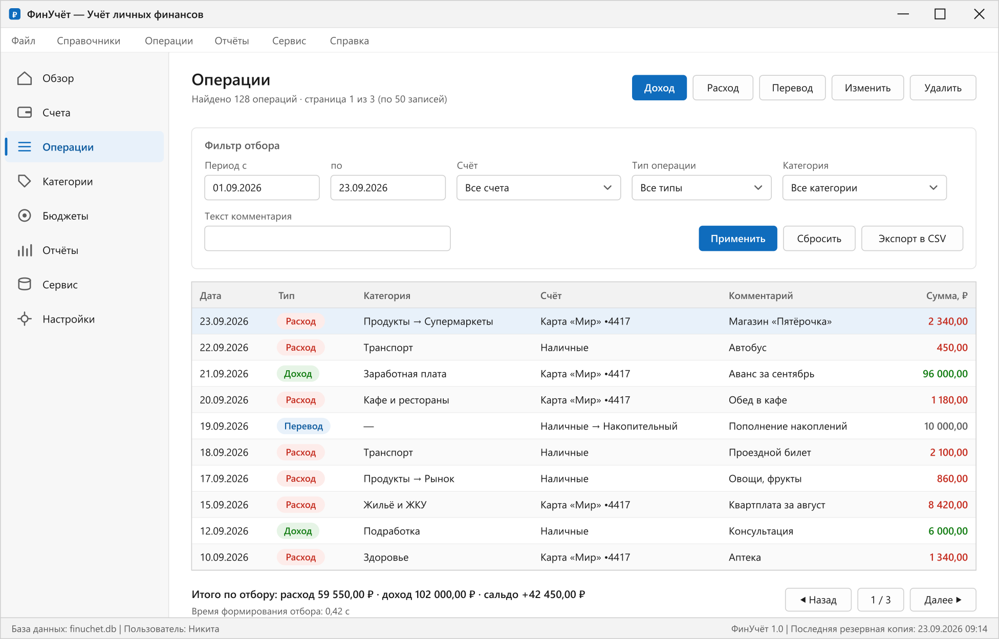 ФинУчёт — Учёт личных финансов
Файл Справочники Операции Отчёты Сервис Справка
Обзор
Счета
Операции
Категории
Бюджеты
Отчёты
Сервис
Настройки
Операции
Найдено 128 операций · страница 1 из 3 (по 50 записей)
Доход Расход Перевод Изменить Удалить
Фильтр отбора
Период с по Счёт Тип операции Категория
01.09.2026 23.09.2026 Все счета Все типы Все категории
Текст комментария
Применить Сбросить Экспорт в CSV
Дата Тип Категория Счёт Комментарий Сумма, ₽
23.09.2026 Расход Продукты → Супермаркеты Карта «Мир» •4417 Магазин «Пятёрочка» 2 340,00
22.09.2026 Расход Транспорт Наличные Автобус 450,00
21.09.2026 Доход Заработная плата Карта «Мир» •4417 Аванс за сентябрь 96 000,00
20.09.2026 Расход Кафе и рестораны Карта «Мир» •4417 Обед в кафе 1 180,00
19.09.2026 Перевод — Наличные → Накопительный Пополнение накоплений 10 000,00
18.09.2026 Расход Транспорт Наличные Проездной билет 2 100,00
17.09.2026 Расход Продукты → Рынок Наличные Овощи, фрукты 860,00
15.09.2026 Расход Жильё и ЖКУ Карта «Мир» •4417 Квартплата за август 8 420,00
12.09.2026 Доход Подработка Наличные Консультация 6 000,00
10.09.2026 Расход Здоровье Карта «Мир» •4417 Аптека 1 340,00
Итого по отбору: расход 59 550,00 ₽ · доход 102 000,00 ₽ · сальдо +42 450,00 ₽
Время формирования отбора: 0,42 с
◀ Назад 1 / 3 Далее ▶
База данных: finuchet.db | Пользователь: Никита
ФинУчёт 1.0 | Последняя резервная копия: 23.09.2026 09:14